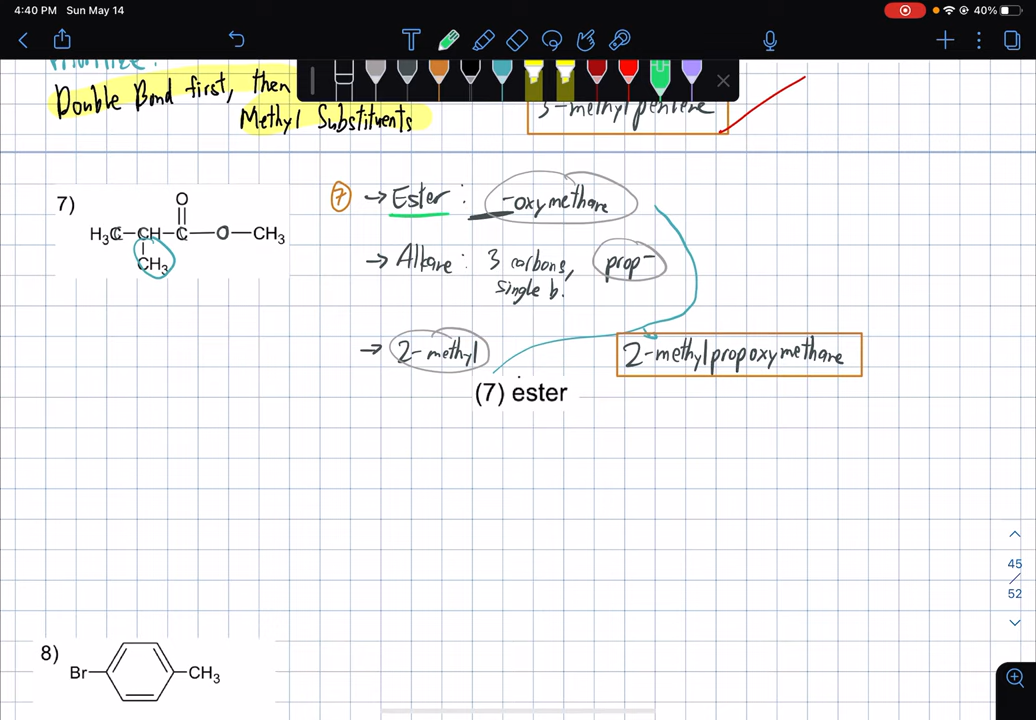 4:40 PM Sun May 14
40%
T
Prioritize:
Double Bond first, then
Methyl Substituents
3-methylpentene
7)
O
H3C-CH-C-O-CH3
CH3
7 → Ester: -oxymethane
→ Alkane: 3 carbons, prop-
single b.
→ 2-methyl
2-methylpropoxymethane
(7) ester
45
/
52
8)
Br
CH3